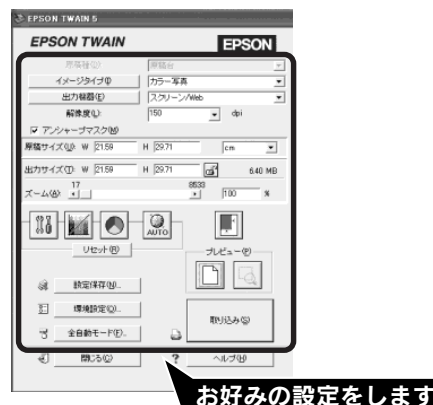 EPSON TWAIN 5
EPSON TWAIN EPSON
原稿種(D) 原稿台
イメージタイプ(I) カラー写真
出力機器(E) スクリーン/Web
解像度(L): 150 dpi
アンシャープマスク(M)
原稿サイズ(U): W 21.59 H 29.71 cm
出力サイズ(T): W 21.59 H 29.71 6.40 MB
ズーム(A): 17 8533 100 %
AUTO
リセット(R) プレビュー(P)
設定保存(N)...
環境設定(O)... 取り込み(S)
全自動モード(F)...
閉じる(C) ? ヘルプ(H)
お好みの設定をします